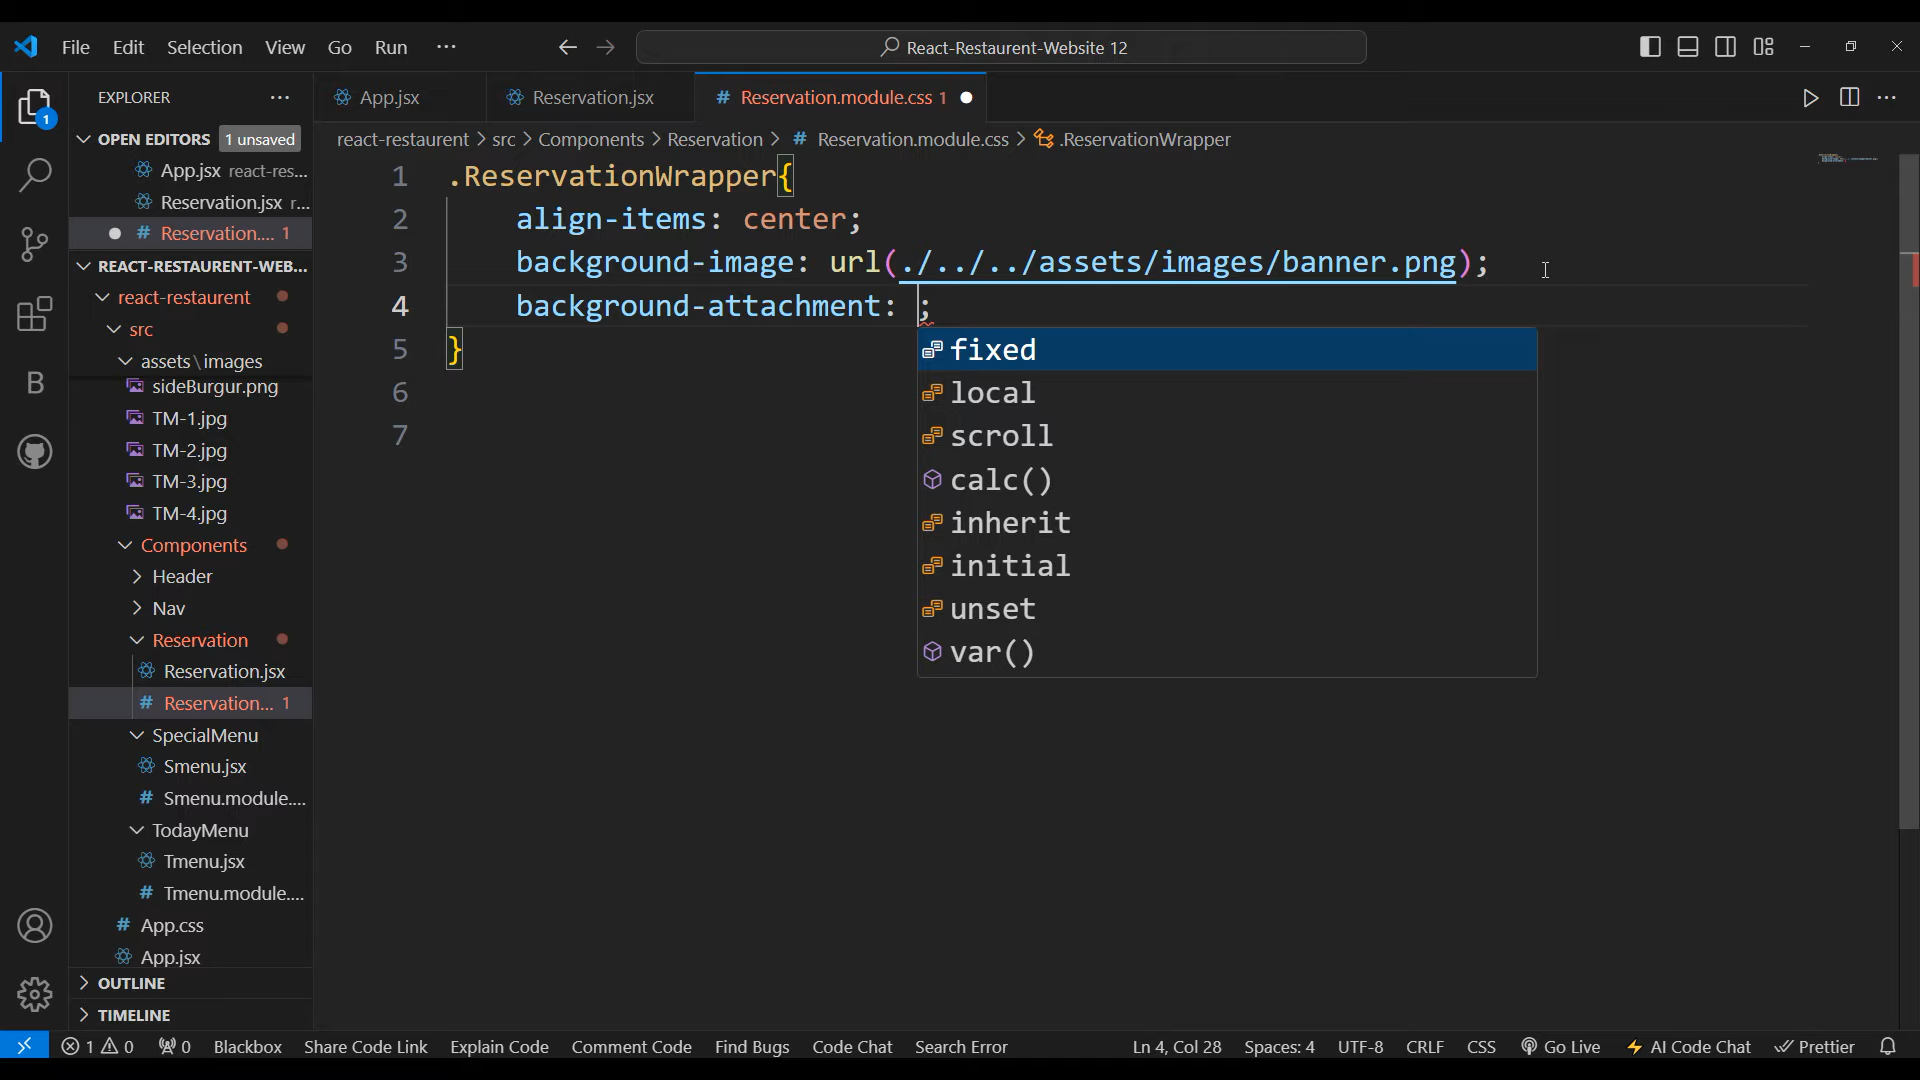 File Edit Selection View Go Run ··· React-Restaurent-Website 12
EXPLORER ···
App.jsx Reservation.jsx # Reservation.module.css 1
OPEN EDITORS 1 unsaved
App.jsx react-res...
Reservation.jsx r...
# Reservation.... 1
REACT-RESTAURENT-WEB...
react-restaurent
src
assets\images
sideBurgur.png
TM-1.jpg
TM-2.jpg
TM-3.jpg
TM-4.jpg
Components
Header
Nav
Reservation
Reservation.jsx
# Reservation... 1
SpecialMenu
Smenu.jsx
# Smenu.module....
TodayMenu
Tmenu.jsx
# Tmenu.module....
# App.css
App.jsx
OUTLINE
TIMELINE
react-restaurent > src > Components > Reservation > # Reservation.module.css > .ReservationWrapper
1 .ReservationWrapper{
2 align-items: center;
3 background-image: url(./../../assets/images/banner.png);
4 background-attachment: ;
5 }
6
7
fixed
local
scroll
calc()
inherit
initial
unset
var()
1 0 0 Blackbox Share Code Link Explain Code Comment Code Find Bugs Code Chat Search Error Ln 4, Col 28 Spaces: 4 UTF-8 CRLF CSS Go Live AI Code Chat Prettier